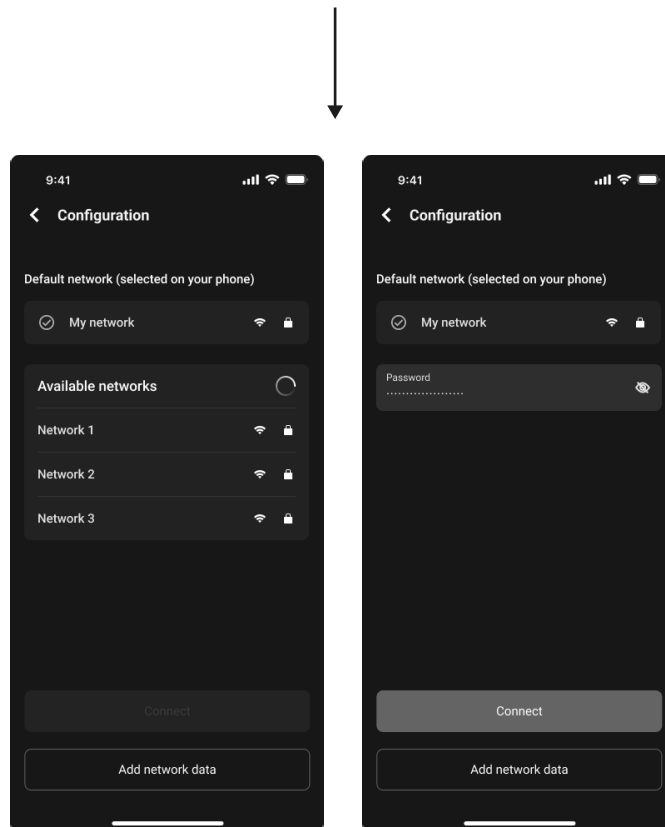 9:41
Configuration
Default network (selected on your phone)
My network
Available networks
Network 1
Network 2
Network 3
Connect
Add network data
9:41
Configuration
Default network (selected on your phone)
My network
Password
....................
Connect
Add network data